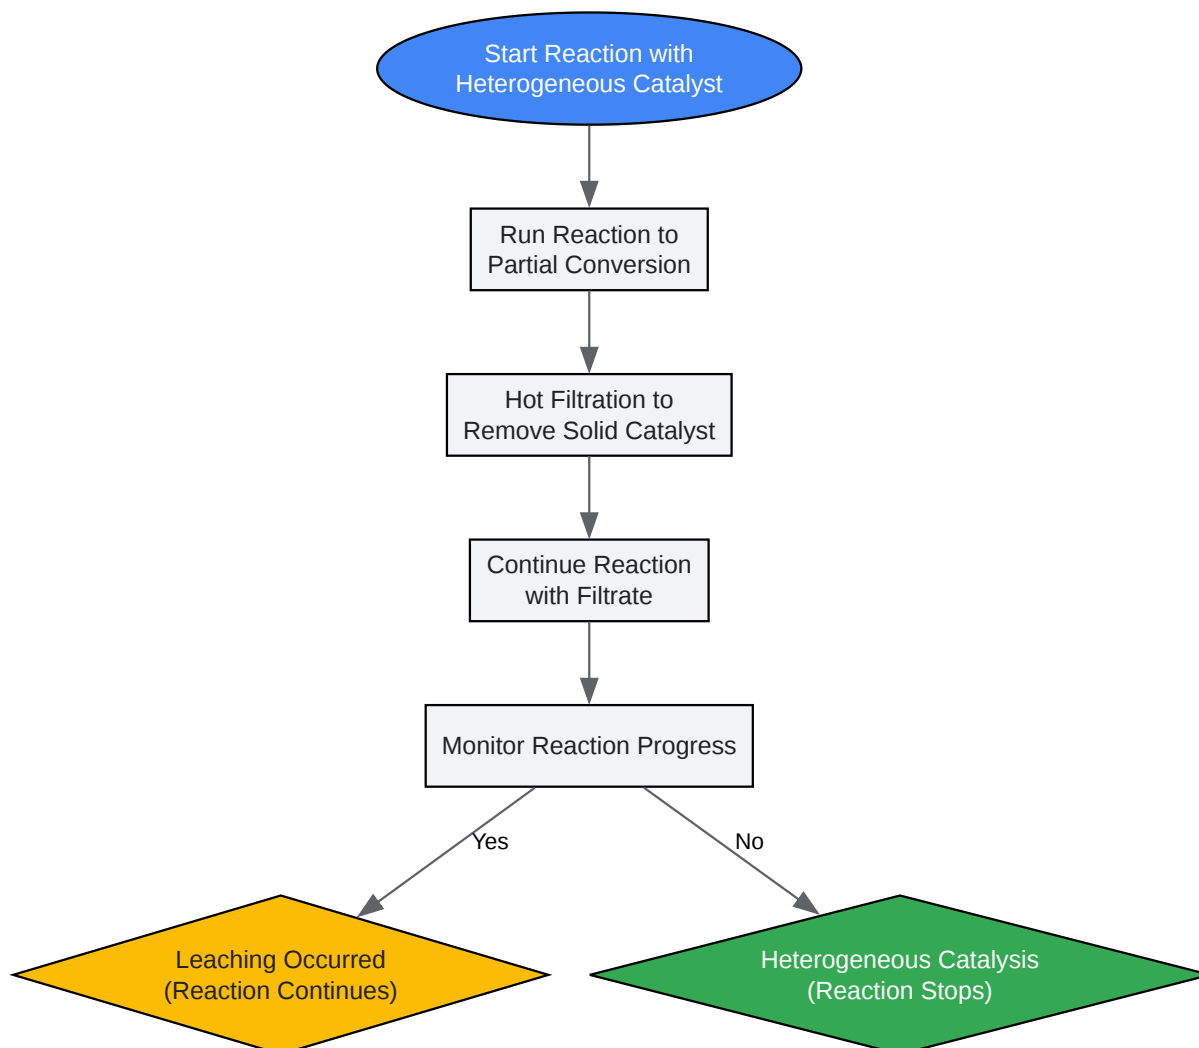 Start Reaction with
Heterogeneous Catalyst
Run Reaction to
Partial Conversion
Hot Filtration to
Remove Solid Catalyst
Continue Reaction
with Filtrate
Monitor Reaction Progress
Yes
No
Leaching Occurred
(Reaction Continues)
Heterogeneous Catalysis
(Reaction Stops)